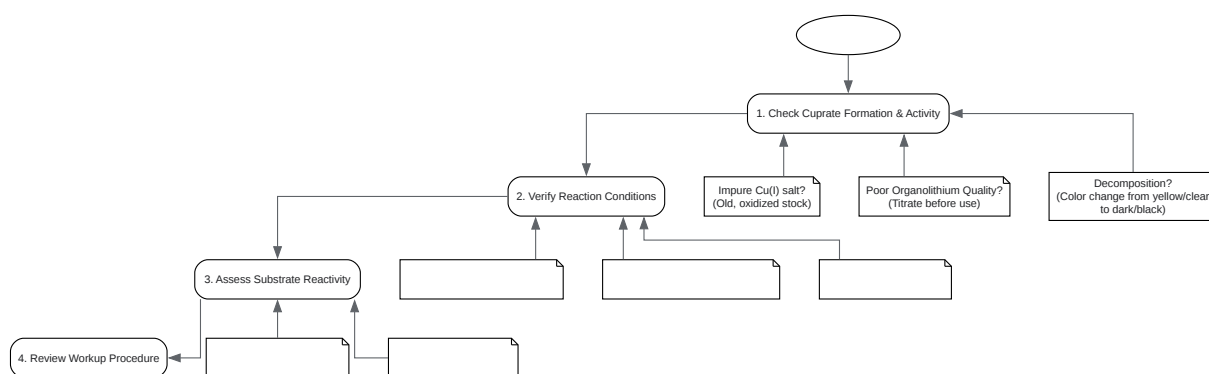 1. Check Cuprate Formation & Activity
Impure Cu(I) salt?
(Old, oxidized stock)
Poor Organolithium Quality?
(Titrate before use)
Decomposition?
(Color change from yellow/clear
to dark/black)
2. Verify Reaction Conditions
3. Assess Substrate Reactivity
4. Review Workup Procedure